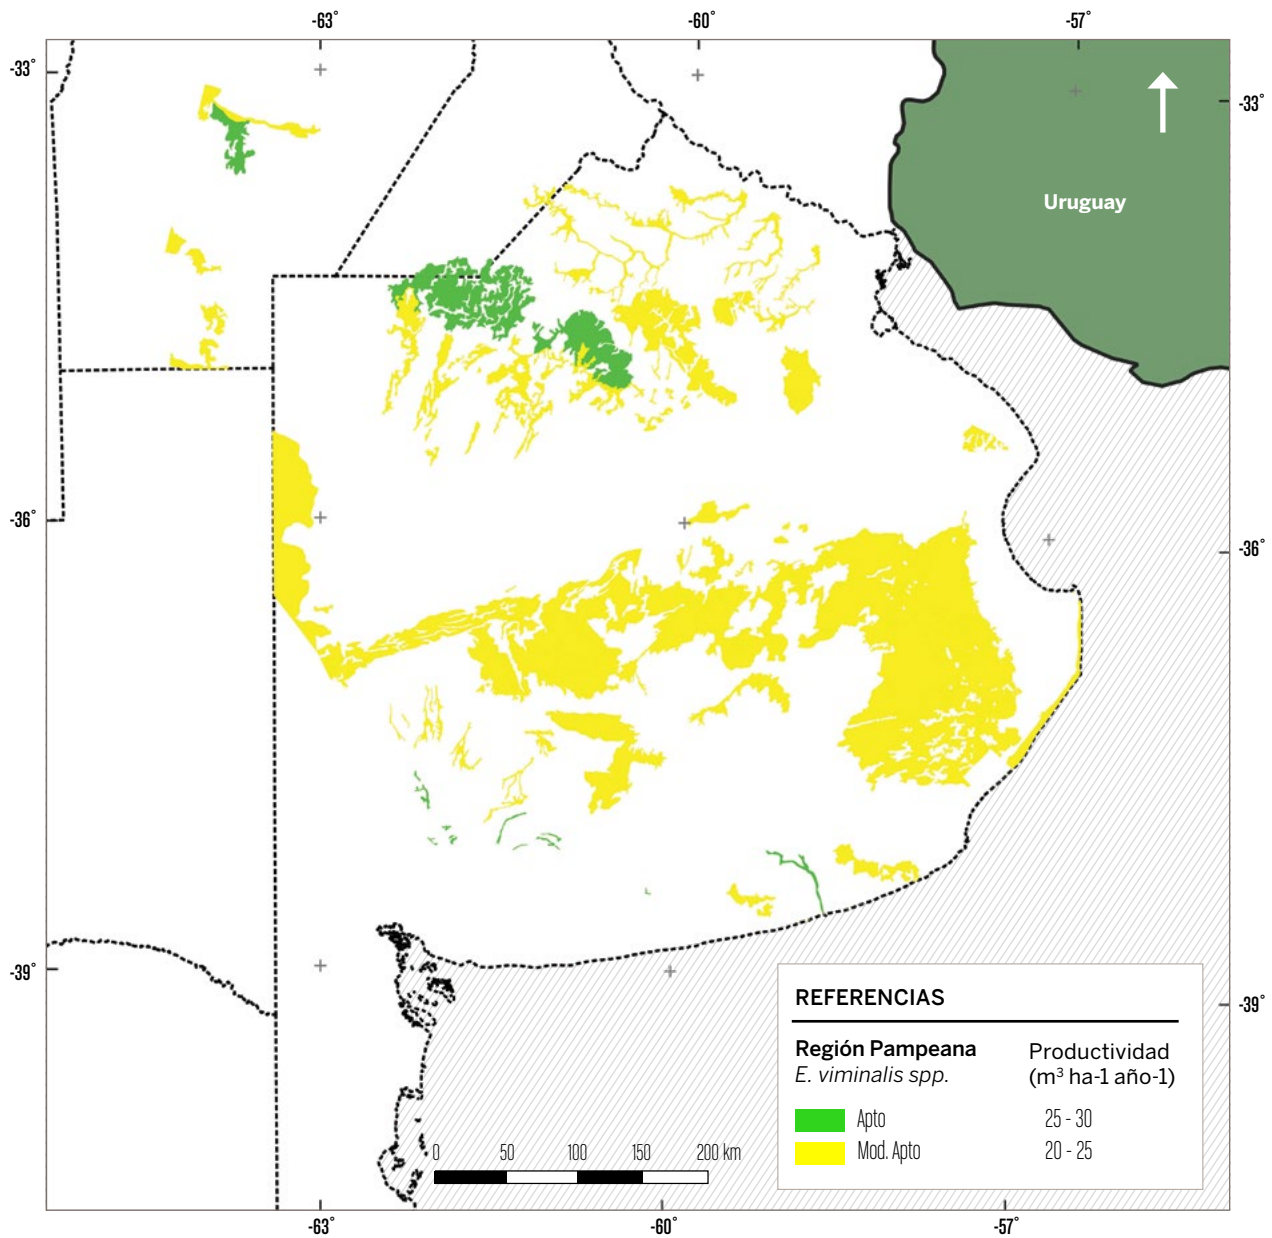 -63°
-60°
-57°
-33°
-33°
Uruguay
-36°
-36°
-39°
-39°
REFERENCIAS
Región Pampeana
E. viminalis spp.
Productividad
(m³ ha-1 año-1)
Apto
25 - 30
Mod. Apto
20 - 25
0
50
100
150
200 km
-63°
-60°
-57°